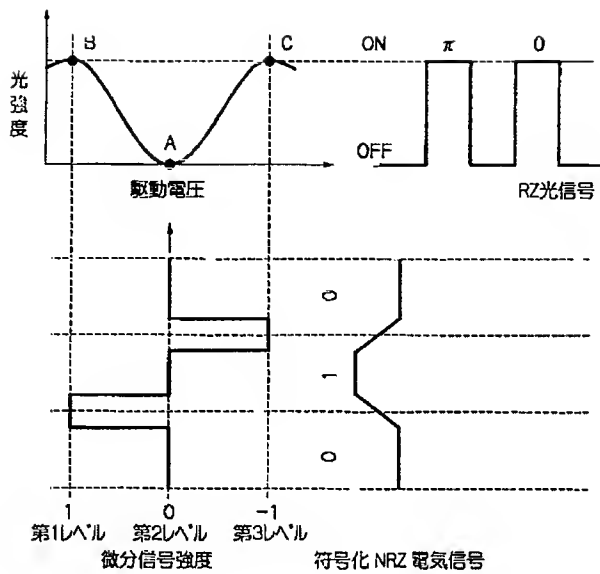 B
C
ON
π
0
光強度
A
OFF
駆動電圧
RZ光信号
0
1
0
1
0
-1
第1レベル
第2レベル
第3レベル
微分信号強度
符号化 NRZ 電気信号